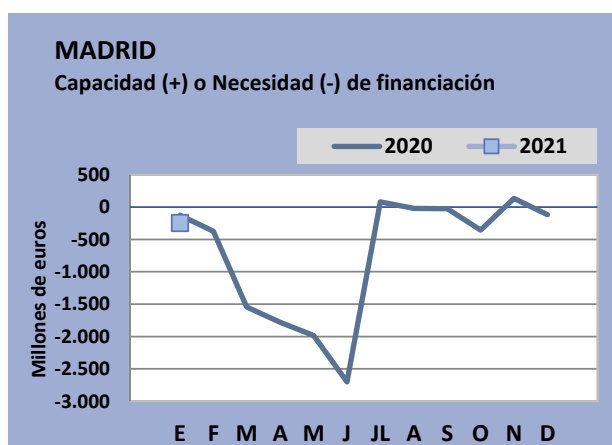 MADRID
Capacidad (+) o Necesidad (-) de financiación
2020 2021
Millones de euros
500
0
-500
-1.000
-1.500
-2.000
-2.500
-3.000
E F M A M J JL A S O N D